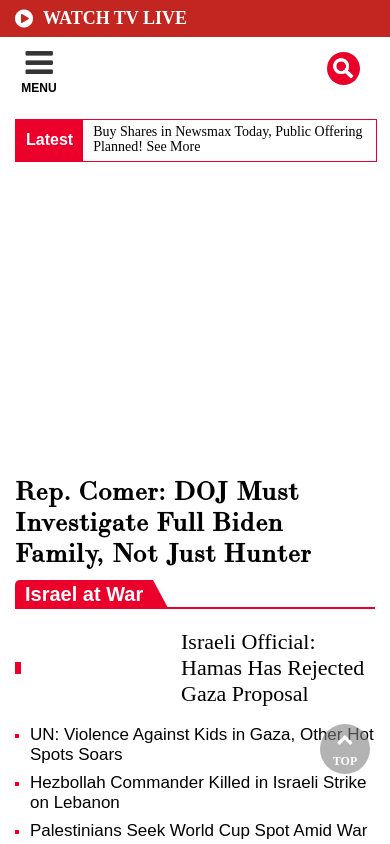 WATCH TV LIVE
MENU
Latest
Buy Shares in Newsmax Today, Public Offering
Planned! See More
Rep. Comer: DOJ Must
Investigate Full Biden
Family, Not Just Hunter
Israel at War
Israeli Official:
Hamas Has Rejected
Gaza Proposal
UN: Violence Against Kids in Gaza, Other Hot
Spots Soars
TOP
Hezbollah Commander Killed in Israeli Strike
on Lebanon
Palestinians Seek World Cup Spot Amid War